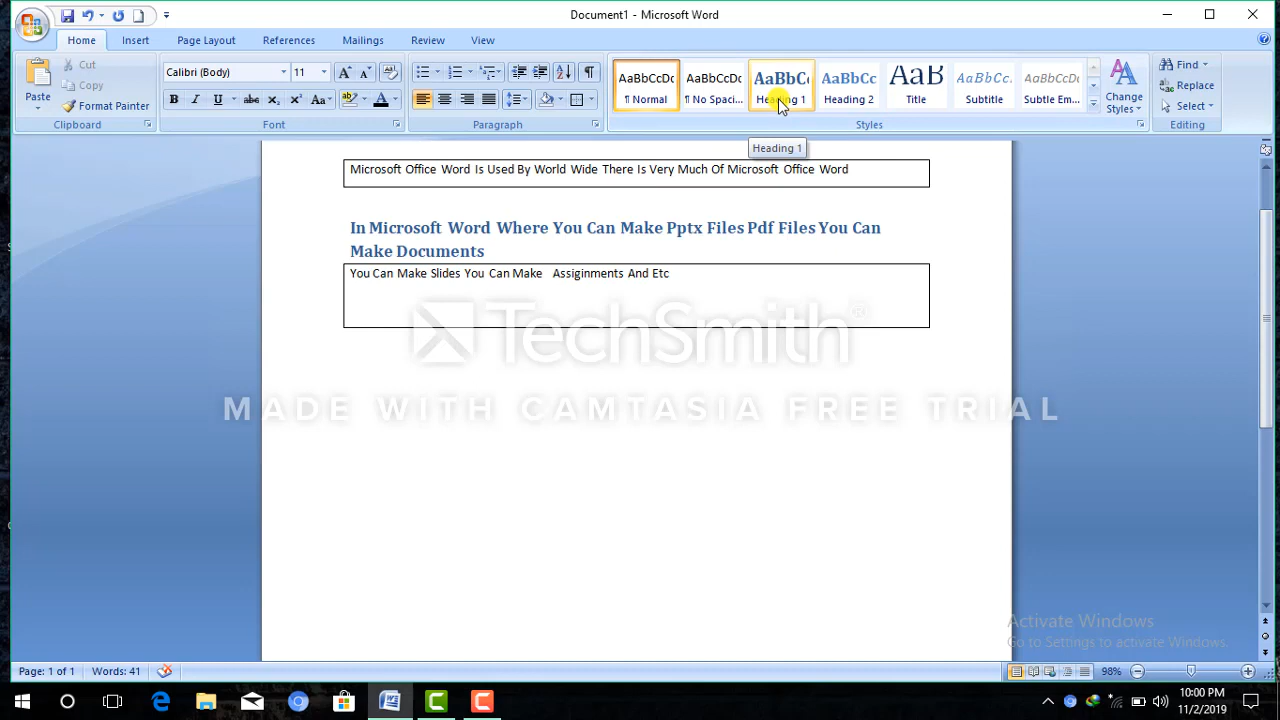 Document1 - Microsoft Word
Home Insert Page Layout References Mailings Review View
Paste
Cut
Copy
Format Painter
Clipboard
Calibri (Body) 11
B I U abc X₂ X² Aa
Font
Paragraph
AaBbCcDc AaBbCcDc AaBbCc AaBbCc AaB AaBbCc. AaBbCcDc
¶ Normal ¶ No Spaci... Heading 1 Heading 2 Title Subtitle Subtle Em...
Change
Styles
Styles
Find
Replace
Select
Editing
Heading 1
Microsoft Office Word Is Used By World Wide There Is Very Much Of Microsoft Office Word
In Microsoft Word Where You Can Make Pptx Files Pdf Files You Can
Make Documents
You Can Make Slides You Can Make Assiginments And Etc
TechSmith®
MADE WITH CAMTASIA FREE TRIAL
Activate Windows
Go to Settings to activate Windows.
Page: 1 of 1 Words: 41 98%
10:00 PM
11/2/2019